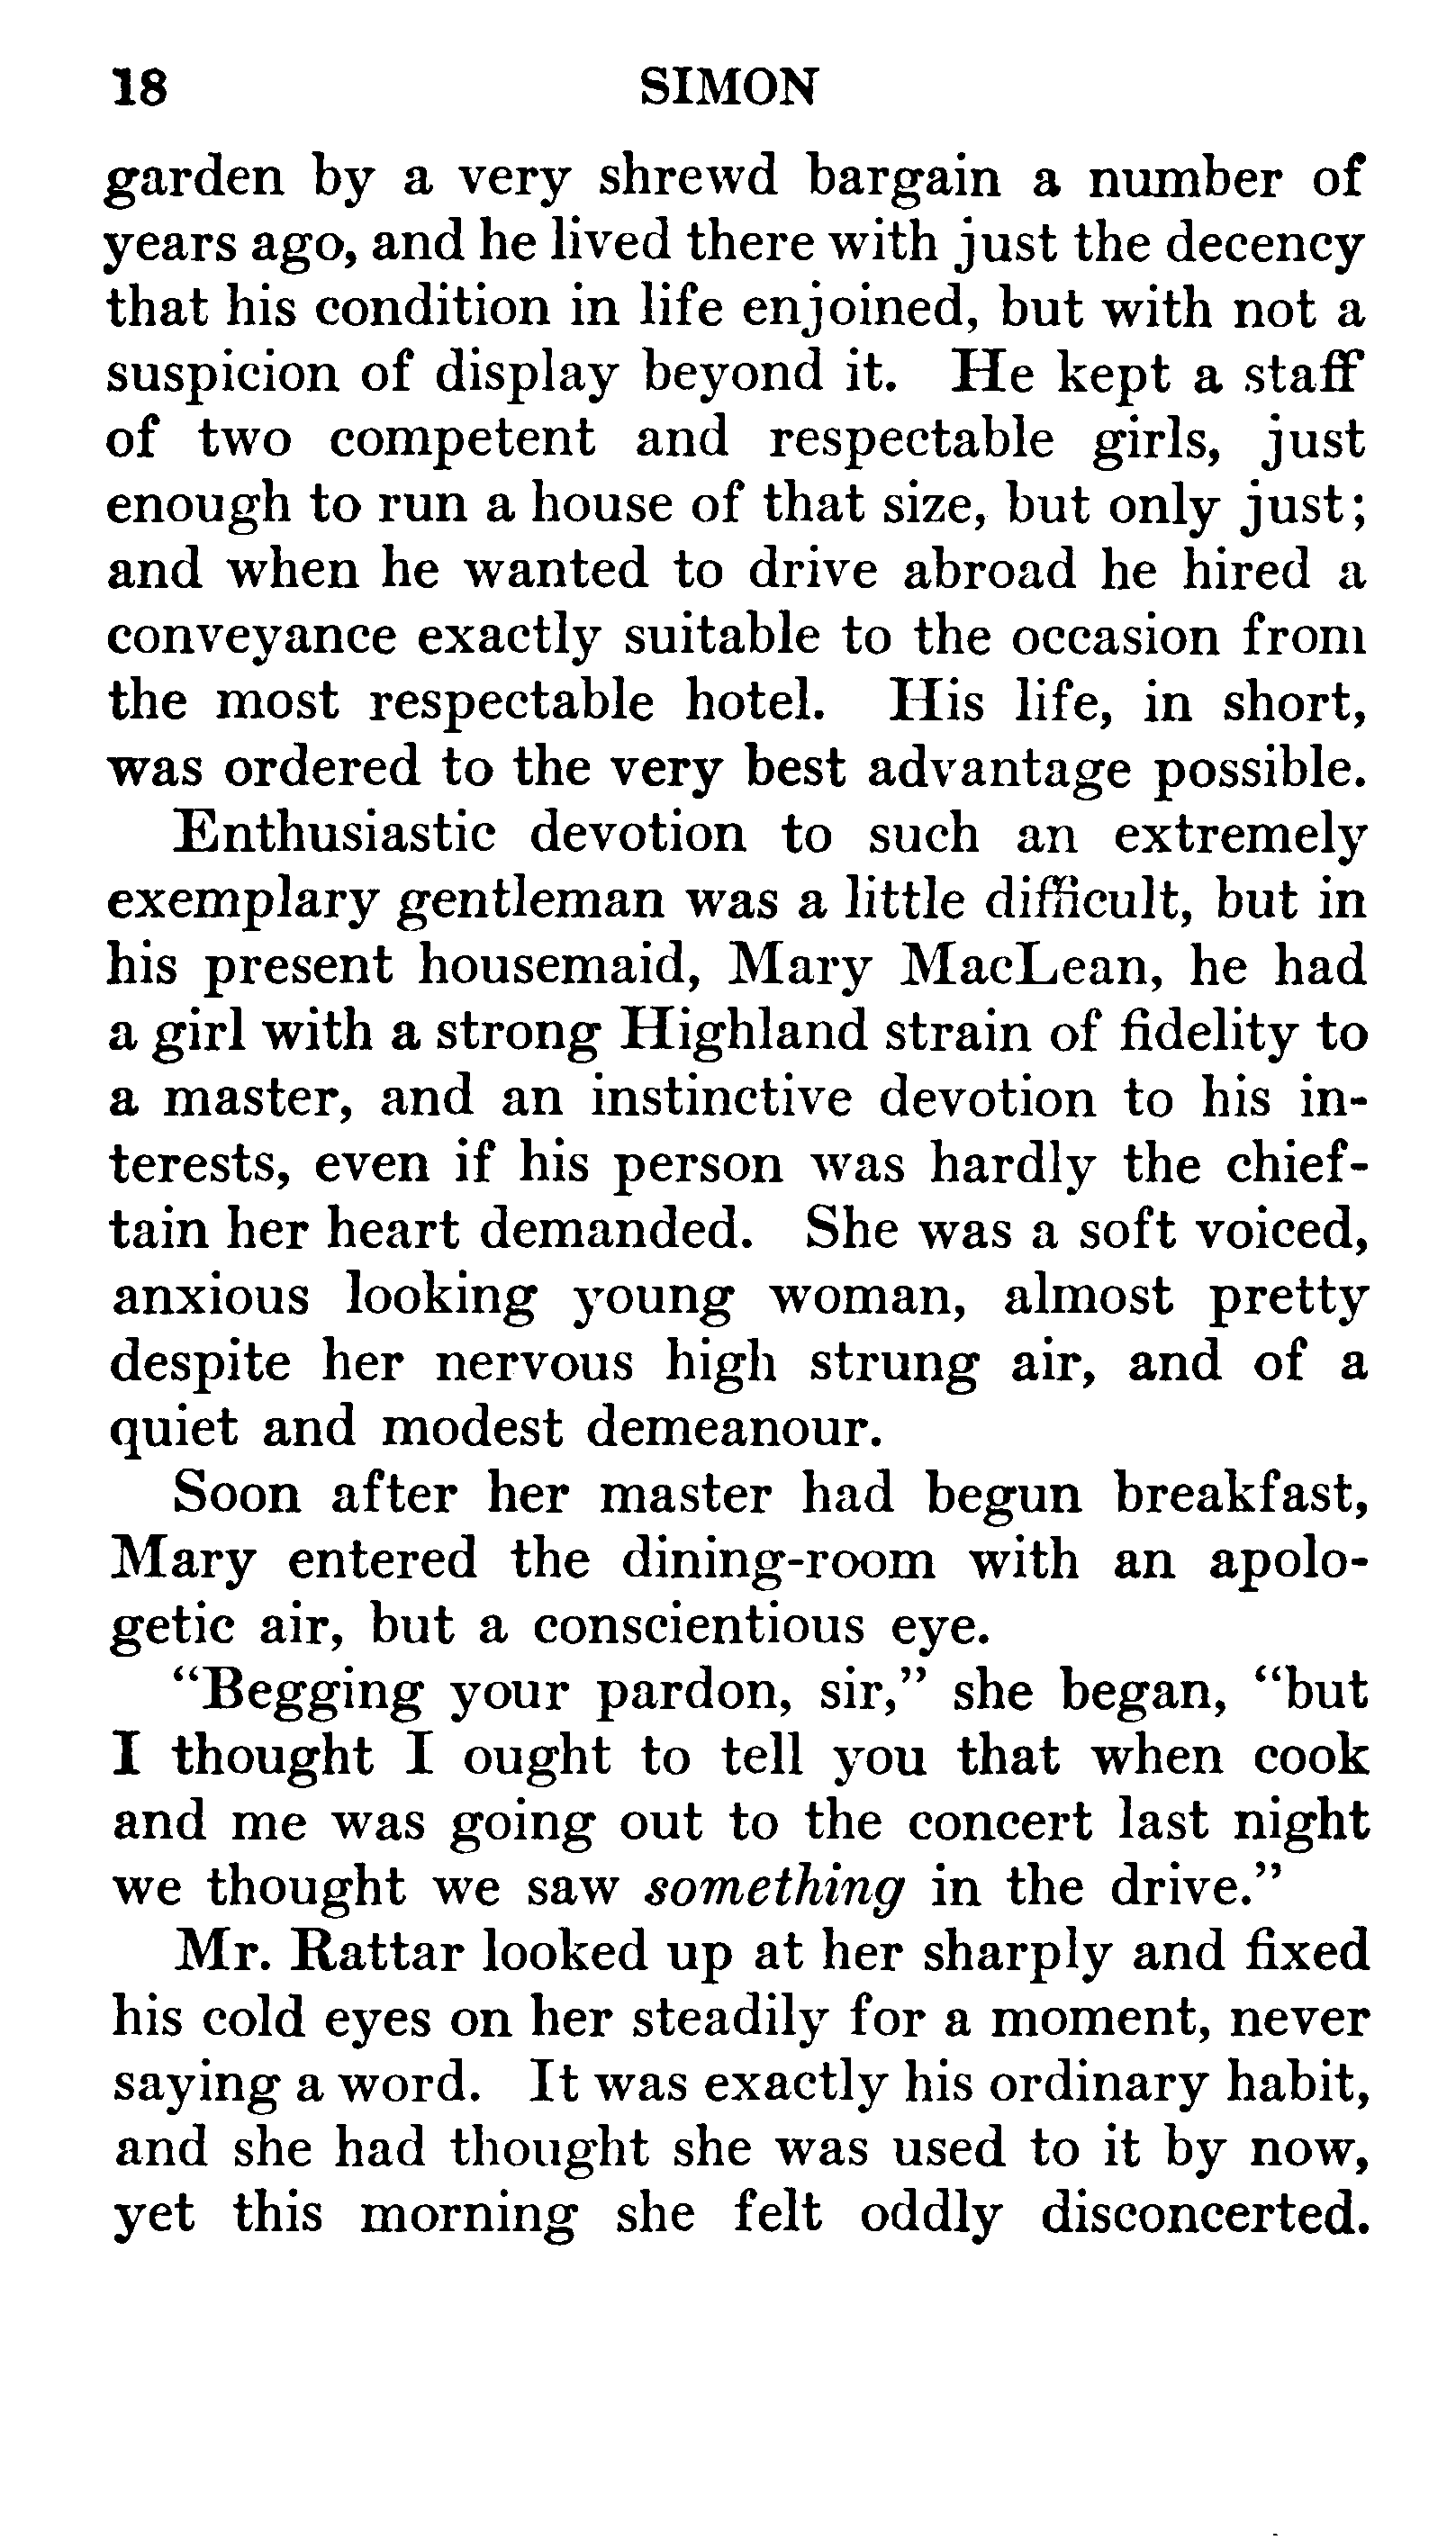 18 SIMON
garden by a very shrewd bargain a number of
years ago, and he lived there with just the decency
that his condition in life enjoined, but with not a
suspicion of display beyond it. He kept a staff
of two competent and respectable girls, just
enough to run a house of that size, but only just;
and when he wanted to drive abroad he hired a
conveyance exactly suitable to the occasion from
the most respectable hotel. His life, in short,
was ordered to the very best advantage possible.
Enthusiastic devotion to such an extremely
exemplary gentleman was a little difficult, but in
his present housemaid, Mary MacLean, he had
a girl with a strong Highland strain of fidelity to
a master, and an instinctive devotion to his in-
terests, even if his person was hardly the chief-
tain her heart demanded. She was a soft voiced,
anxious looking young woman, almost pretty
despite her nervous high strung air, and of a
quiet and modest demeanour.
Soon after her master had begun breakfast,
Mary entered the dining-room with an apolo-
getic air, but a conscientious eye.
“Begging your pardon, sir,” she began, “but
I thought I ought to tell you that when cook
and me was going out to the concert last night
we thought we saw something in the drive.”
Mr. Rattar looked up at her sharply and fixed
his cold eyes on her steadily for a moment, never
saying a word. It was exactly his ordinary habit,
and she had thought she was used to it by now,
yet this morning she felt oddly disconcerted.